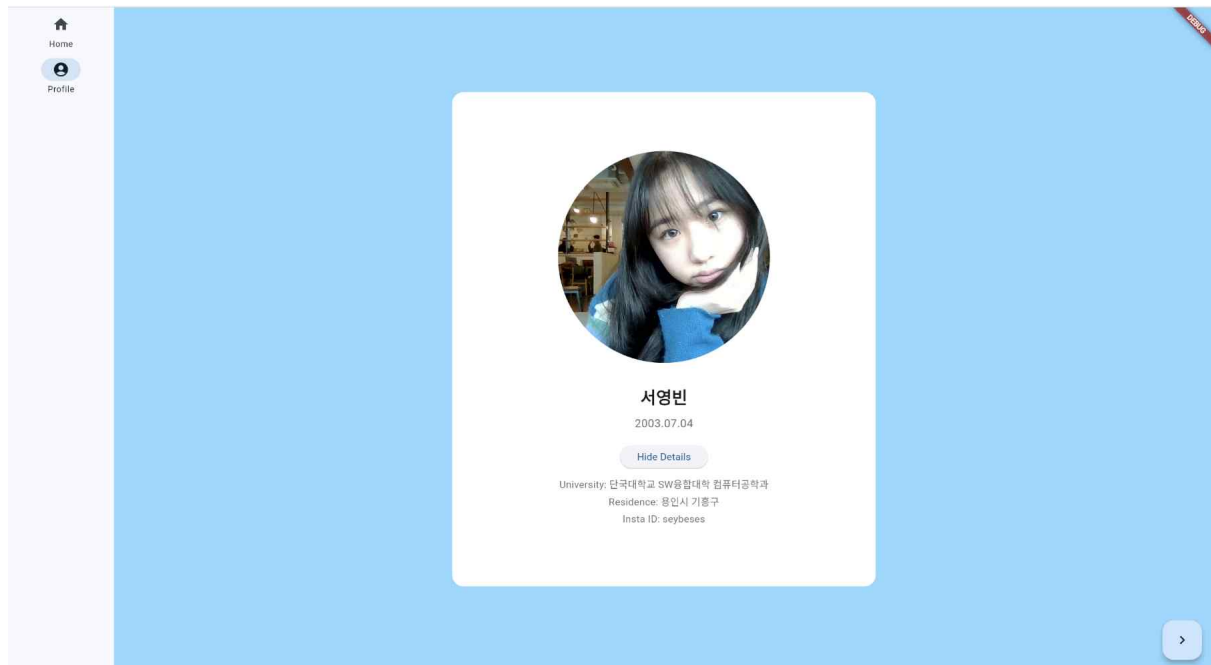 Home
Profile
DEBUG
서영빈
2003.07.04
Hide Details
University: 단국대학교 SW융합대학 컴퓨터공학과
Residence: 용인시 기흥구
Insta ID: seybeses